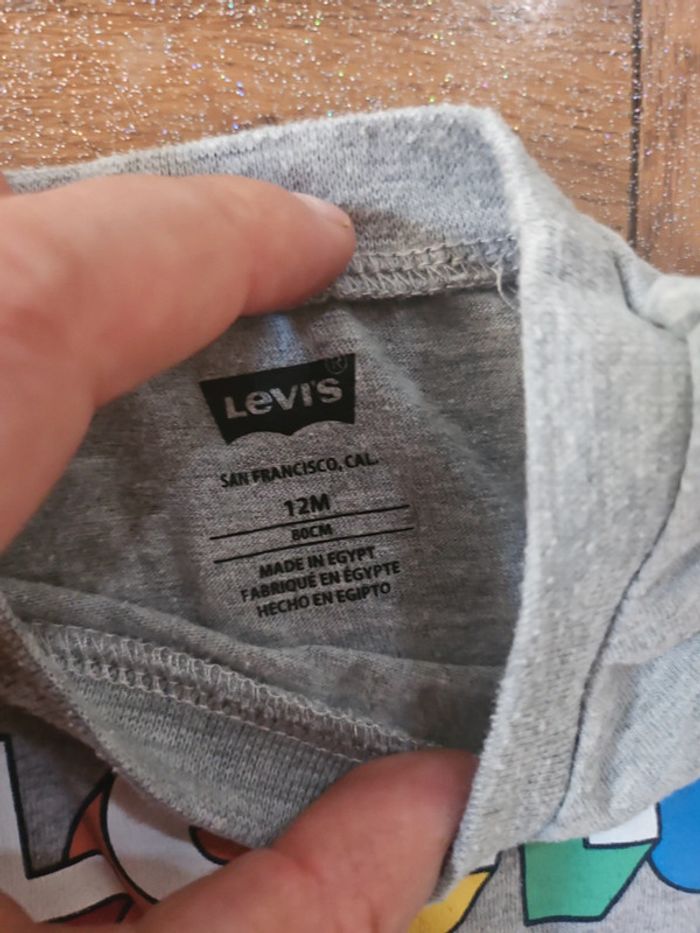 Levi's®
SAN FRANCISCO, CAL.
12M
80CM
MADE IN EGYPT
FABRIQUÉ EN ÉGYPTE
HECHO EN EGIPTO